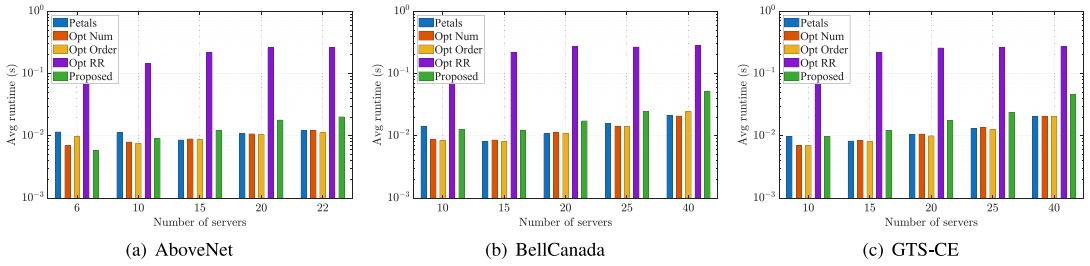 10^0
10^-1
10^-2
10^-3
Avg runtime (s)
Petals
Opt Num
Opt Order
Opt RR
Proposed
6 10 15 20 22
Number of servers
(a) AboveNet
10^0
10^-1
10^-2
10^-3
Avg runtime (s)
Petals
Opt Num
Opt Order
Opt RR
Proposed
10 15 20 25 40
Number of servers
(b) BellCanada
10^0
10^-1
10^-2
10^-3
Avg runtime (s)
Petals
Opt Num
Opt Order
Opt RR
Proposed
10 15 20 25 40
Number of servers
(c) GTS-CE